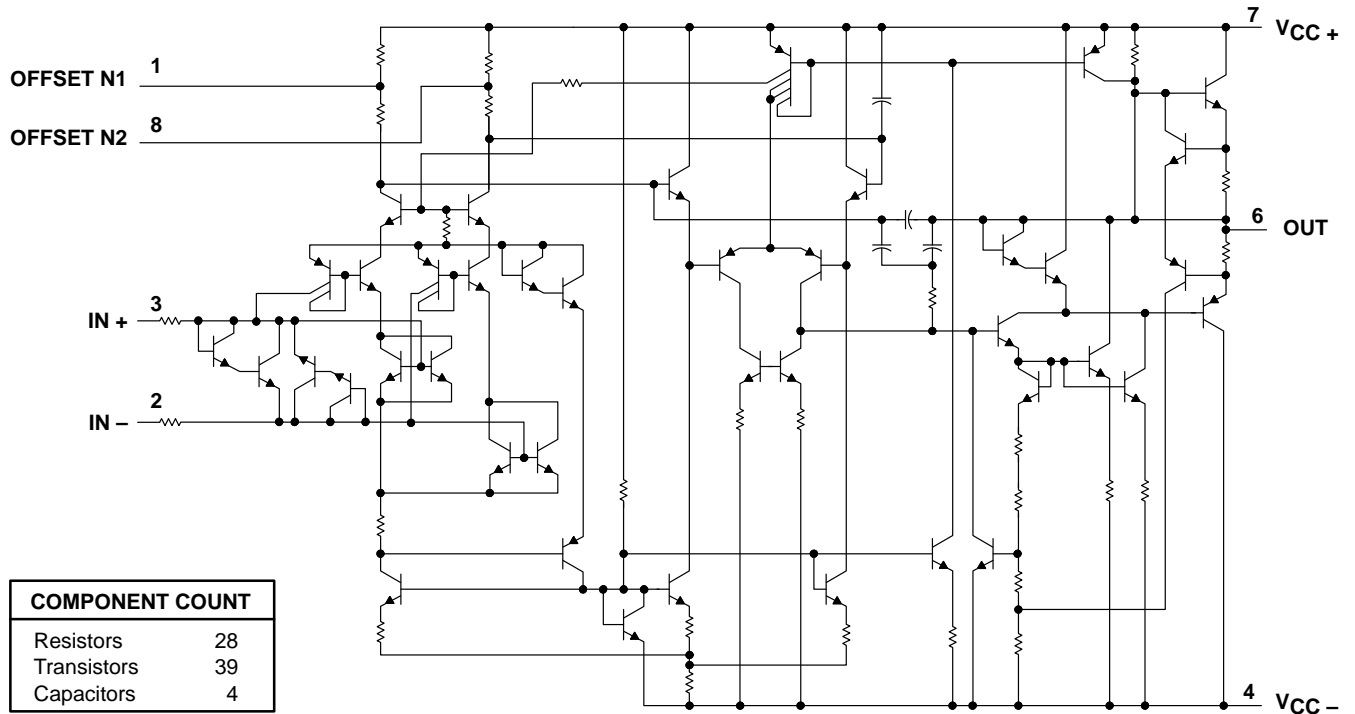 7
VCC +
1
OFFSET N1
8
OFFSET N2
6
OUT
3
IN +
2
IN –
COMPONENT COUNT
Resistors 28
Transistors 39
Capacitors 4
4
VCC –